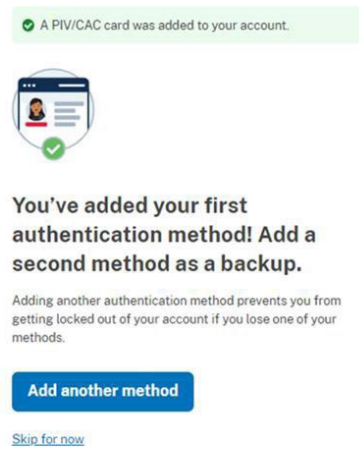 A PIV/CAC card was added to your account.
You've added your first
authentication method! Add a
second method as a backup.
Adding another authentication method prevents you from
getting locked out of your account if you lose one of your
methods.
Add another method
Skip for now